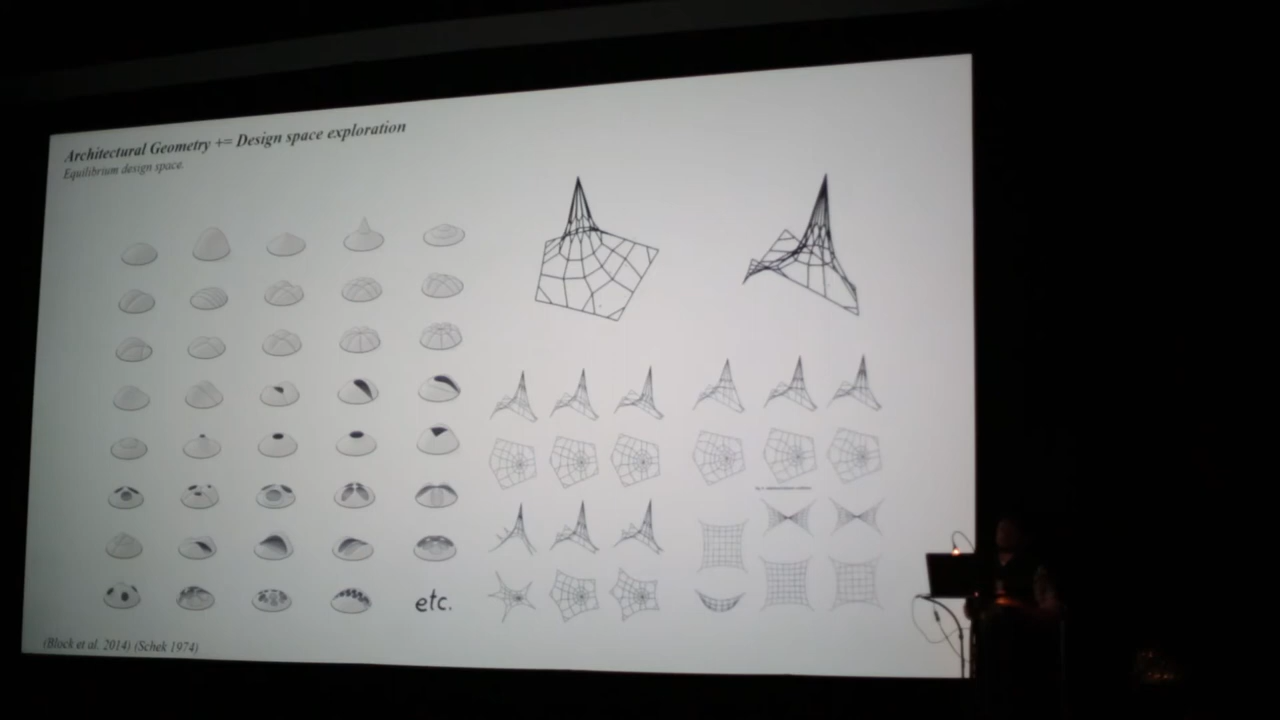 Architectural Geometry += Design space exploration
Equilibrium design space.
etc.
(Block et al. 2014) (Schek 1974)